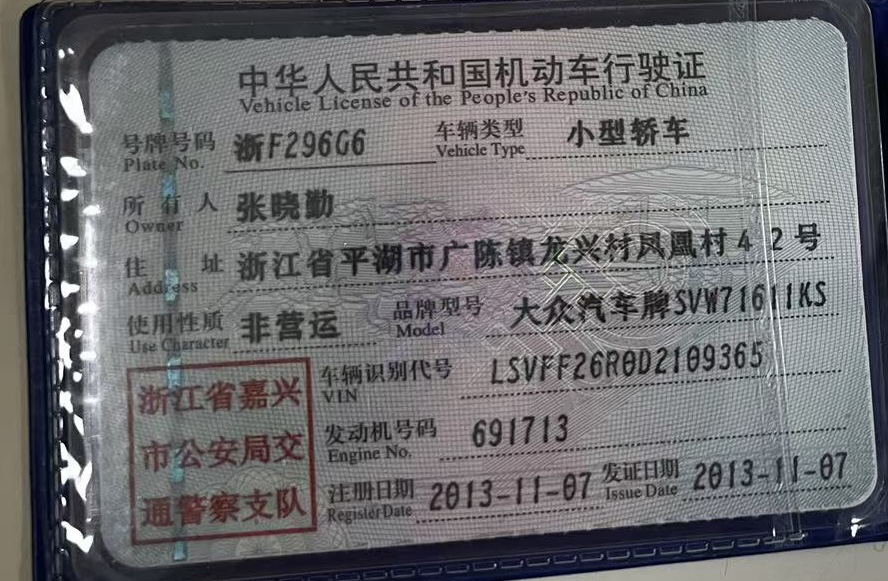 中华人民共和国机动车行驶证
Vehicle License of the People's Republic of China
号牌号码 浙F296G6 车辆类型 小型轿车
Plate No. Vehicle Type
所有人 张晓勤
Owner
住址 浙江省平湖市广陈镇龙兴村凤凰村42号
Address
使用性质 非营运 品牌型号 大众汽车牌SVW71611KS
Use Character Model
浙江省嘉兴
市公安局交
通警察支队
车辆识别代号 LSVFF26R0D2109365
VIN
发动机号码 691713
Engine No.
注册日期 2013-11-07 发证日期 2013-11-07
Register Date Issue Date